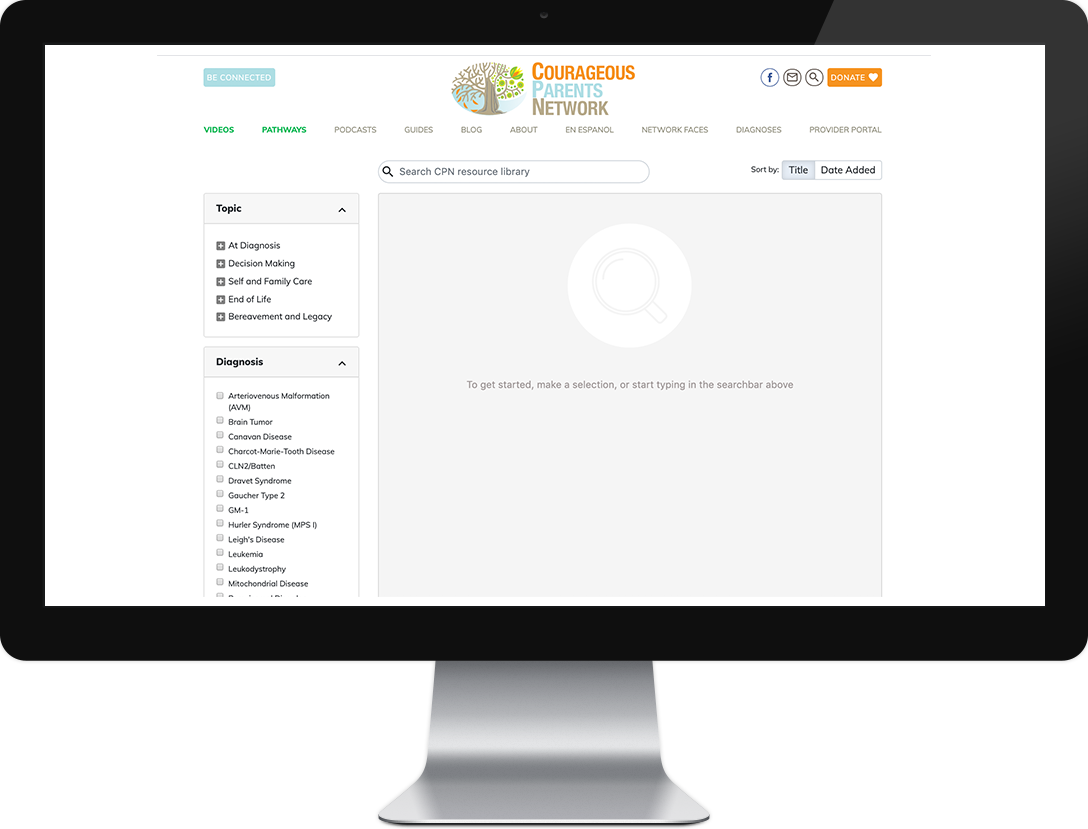 BE CONNECTED
COURAGEOUS
PARENTS
NETWORK
f
DONATE
VIDEOS PATHWAYS PODCASTS GUIDES BLOG ABOUT EN ESPANOL NETWORK FACES DIAGNOSES PROVIDER PORTAL
Search CPN resource library
Sort by: Title Date Added
Topic
At Diagnosis
Decision Making
Self and Family Care
End of Life
Bereavement and Legacy
To get started, make a selection, or start typing in the searchbar above
Diagnosis
Arteriovenous Malformation
(AVM)
Brain Tumor
Canavan Disease
Charcot-Marie-Tooth Disease
CLN2/Batten
Dravet Syndrome
Gaucher Type 2
GM-1
Hurler Syndrome (MPS I)
Leigh's Disease
Leukemia
Leukodystrophy
Mitochondrial Disease